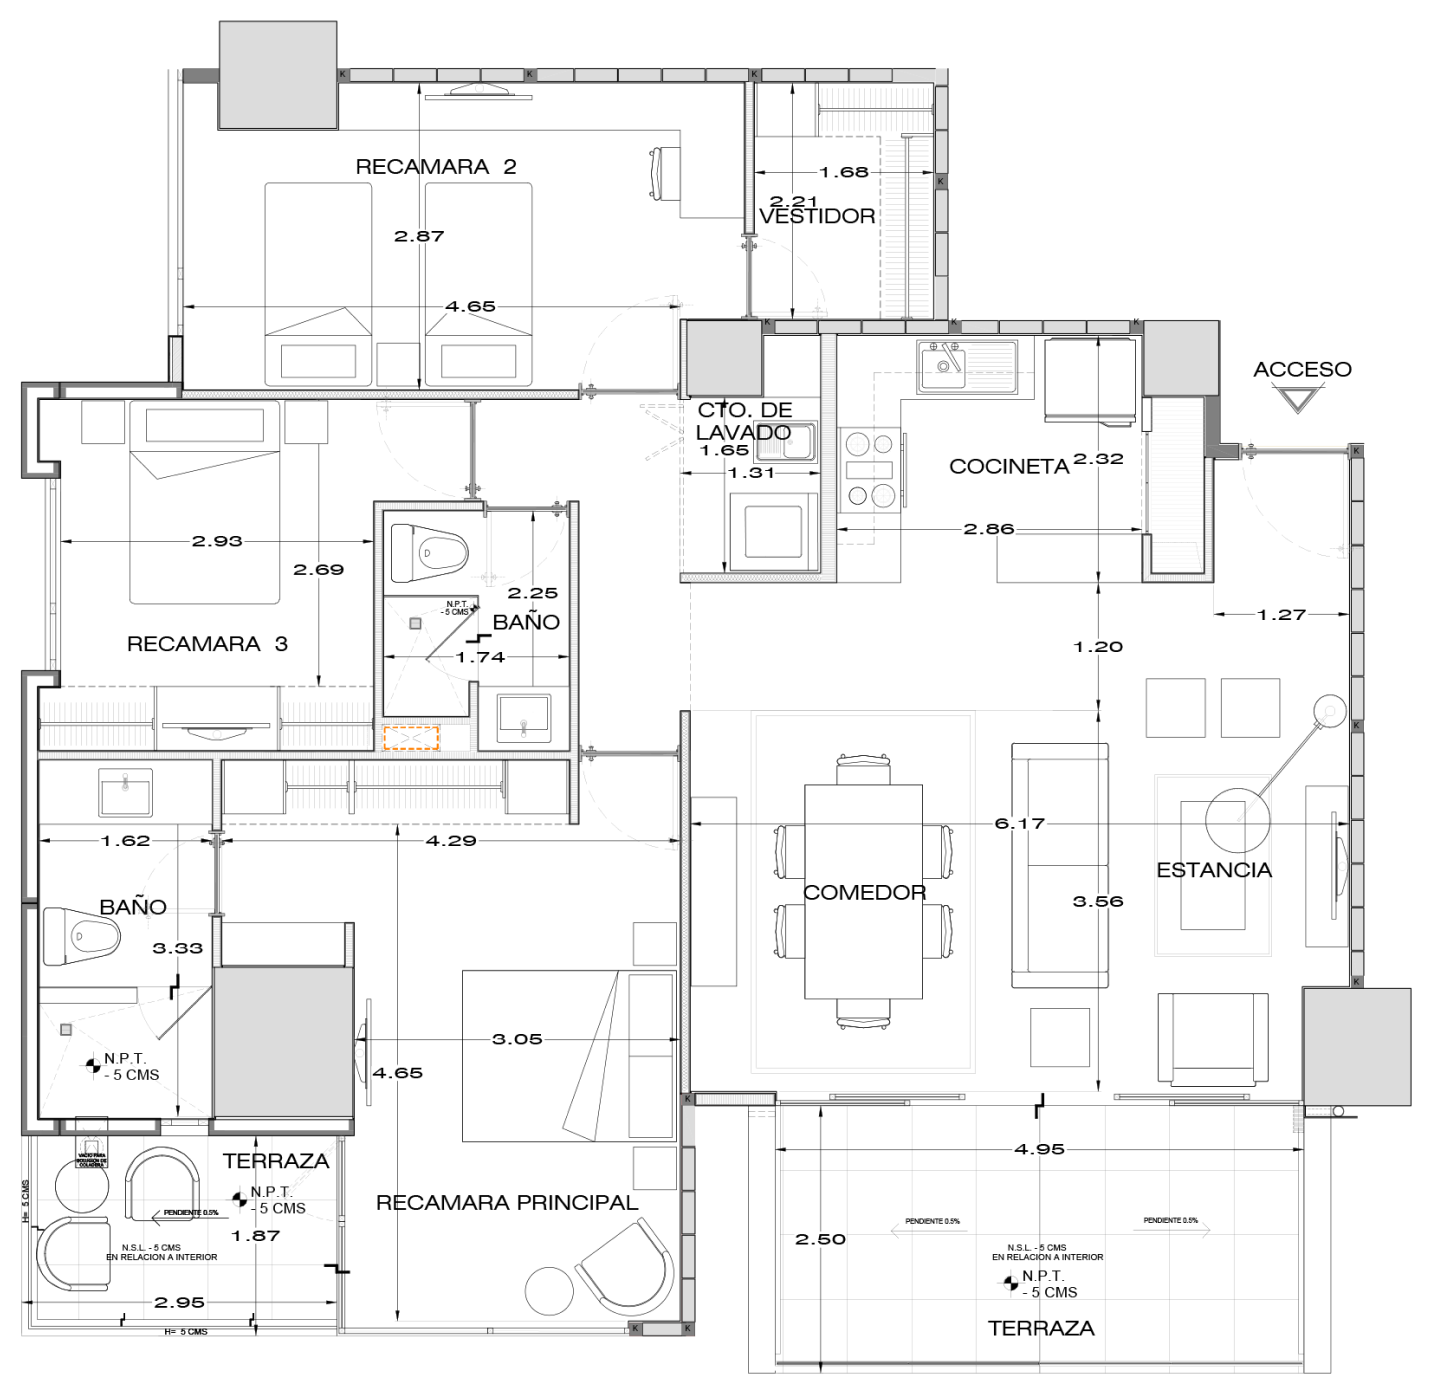 K
K
K
RECAMARA 2
1.68
K
2.21
VESTIDOR
2.87
4.65
K
K
K
ACCESO
CTO. DE
LAVADO
1.65
1.31
COCINETA
2.32
K
2.86
2.93
2.69
2.25
N.P.T.
- 5 CMS
BAÑO
1.74
RECAMARA 3
1.27
1.20
K
1.62
4.29
6.17
ESTANCIA
COMEDOR
3.56
BAÑO
3.33
K
3.05
N.P.T.
- 5 CMS
4.65
K
TERRAZA
4.95
VACIO PARA
SOLUCION DE
COLADERA
N.P.T.
- 5 CMS
RECAMARA PRINCIPAL
H= 5 CMS
PENDIENTE 0.5%
1.87
N.S.L. - 5 CMS
EN RELACION A INTERIOR
2.95
H= 5 CMS
K
K
PENDIENTE 0.5%
PENDIENTE 0.5%
2.50
N.S.L. - 5 CMS
EN RELACION A INTERIOR
N.P.T.
- 5 CMS
TERRAZA